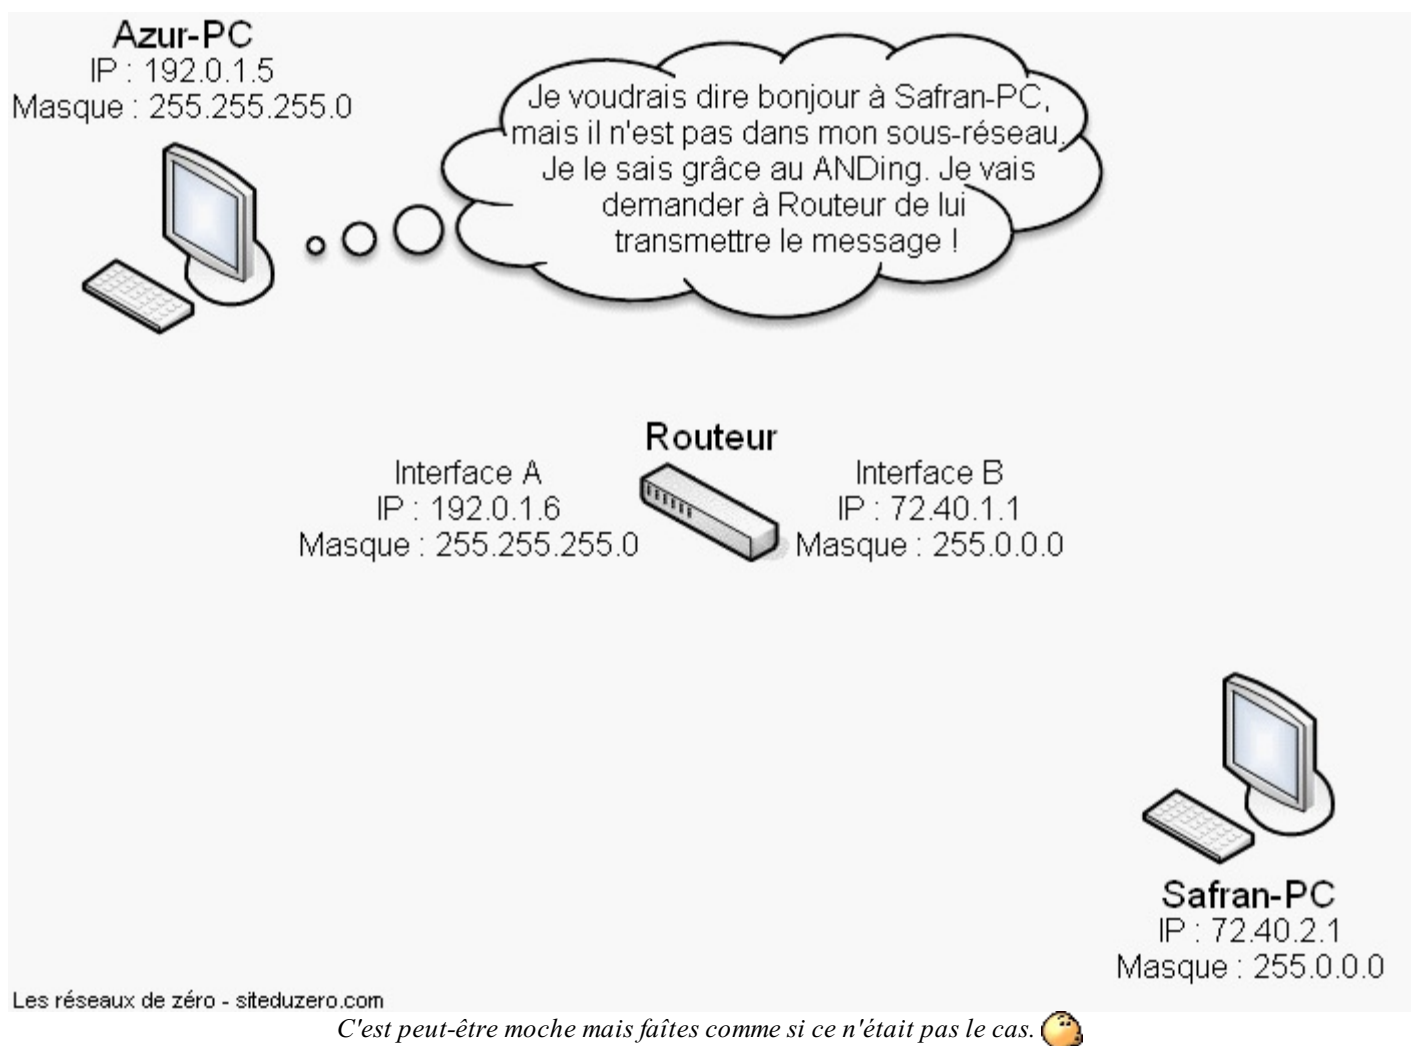 Azur-PC
IP : 192.0.1.5
Masque : 255.255.255.0
Je voudrais dire bonjour à Safran-PC,
mais il n'est pas dans mon sous-réseau.
Je le sais grâce au ANDing. Je vais
demander à Routeur de lui
transmettre le message !
Routeur
Interface A
IP : 192.0.1.6
Masque : 255.255.255.0
Interface B
IP : 72.40.1.1
Masque : 255.0.0.0
Safran-PC
IP : 72.40.2.1
Masque : 255.0.0.0
Les réseaux de zéro - siteduzero.com
C'est peut-être moche mais faîtes comme si ce n'était pas le cas.